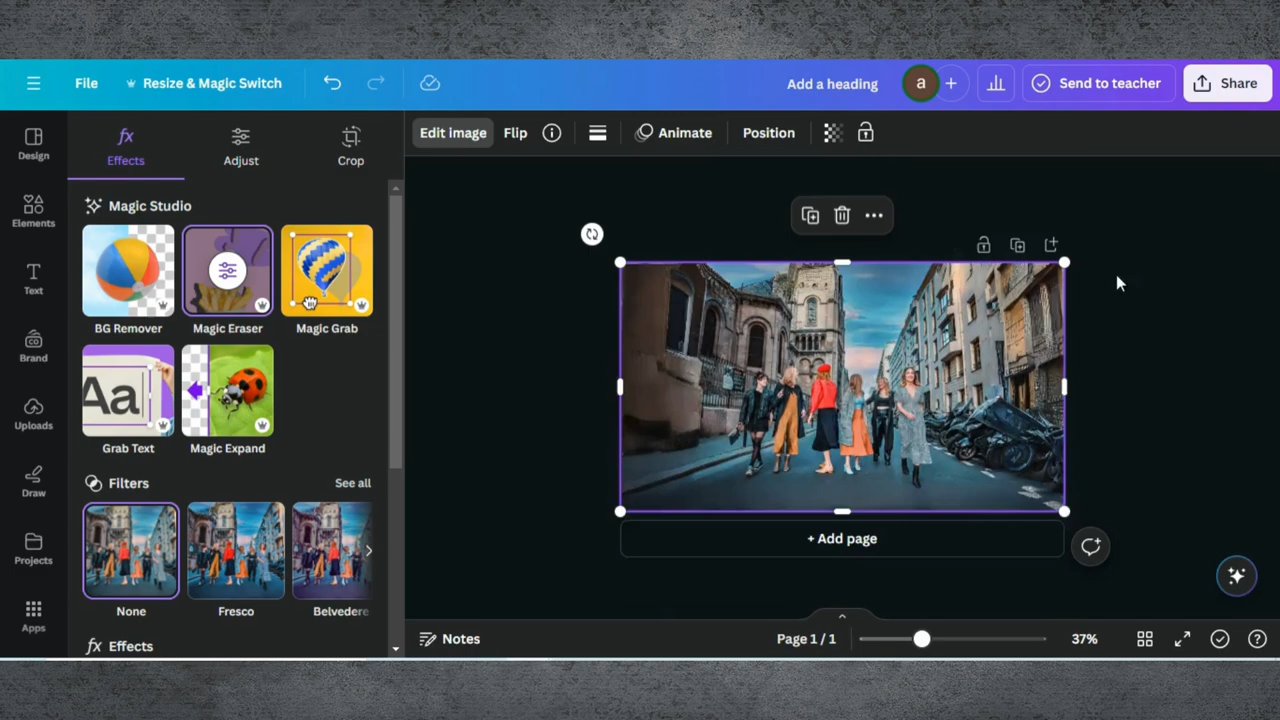 File
Resize & Magic Switch
Add a heading
a
+
Send to teacher
Share
Design
Elements
Text
Brand
Uploads
Draw
Projects
Apps
fx
Effects
Adjust
Crop
Edit image
Flip
Animate
Position
Magic Studio
BG Remover
Magic Eraser
Magic Grab
Aa
Grab Text
Magic Expand
Filters
See all
None
Fresco
Belvedere
fx Effects
+ Add page
Notes
Page 1 / 1
37%